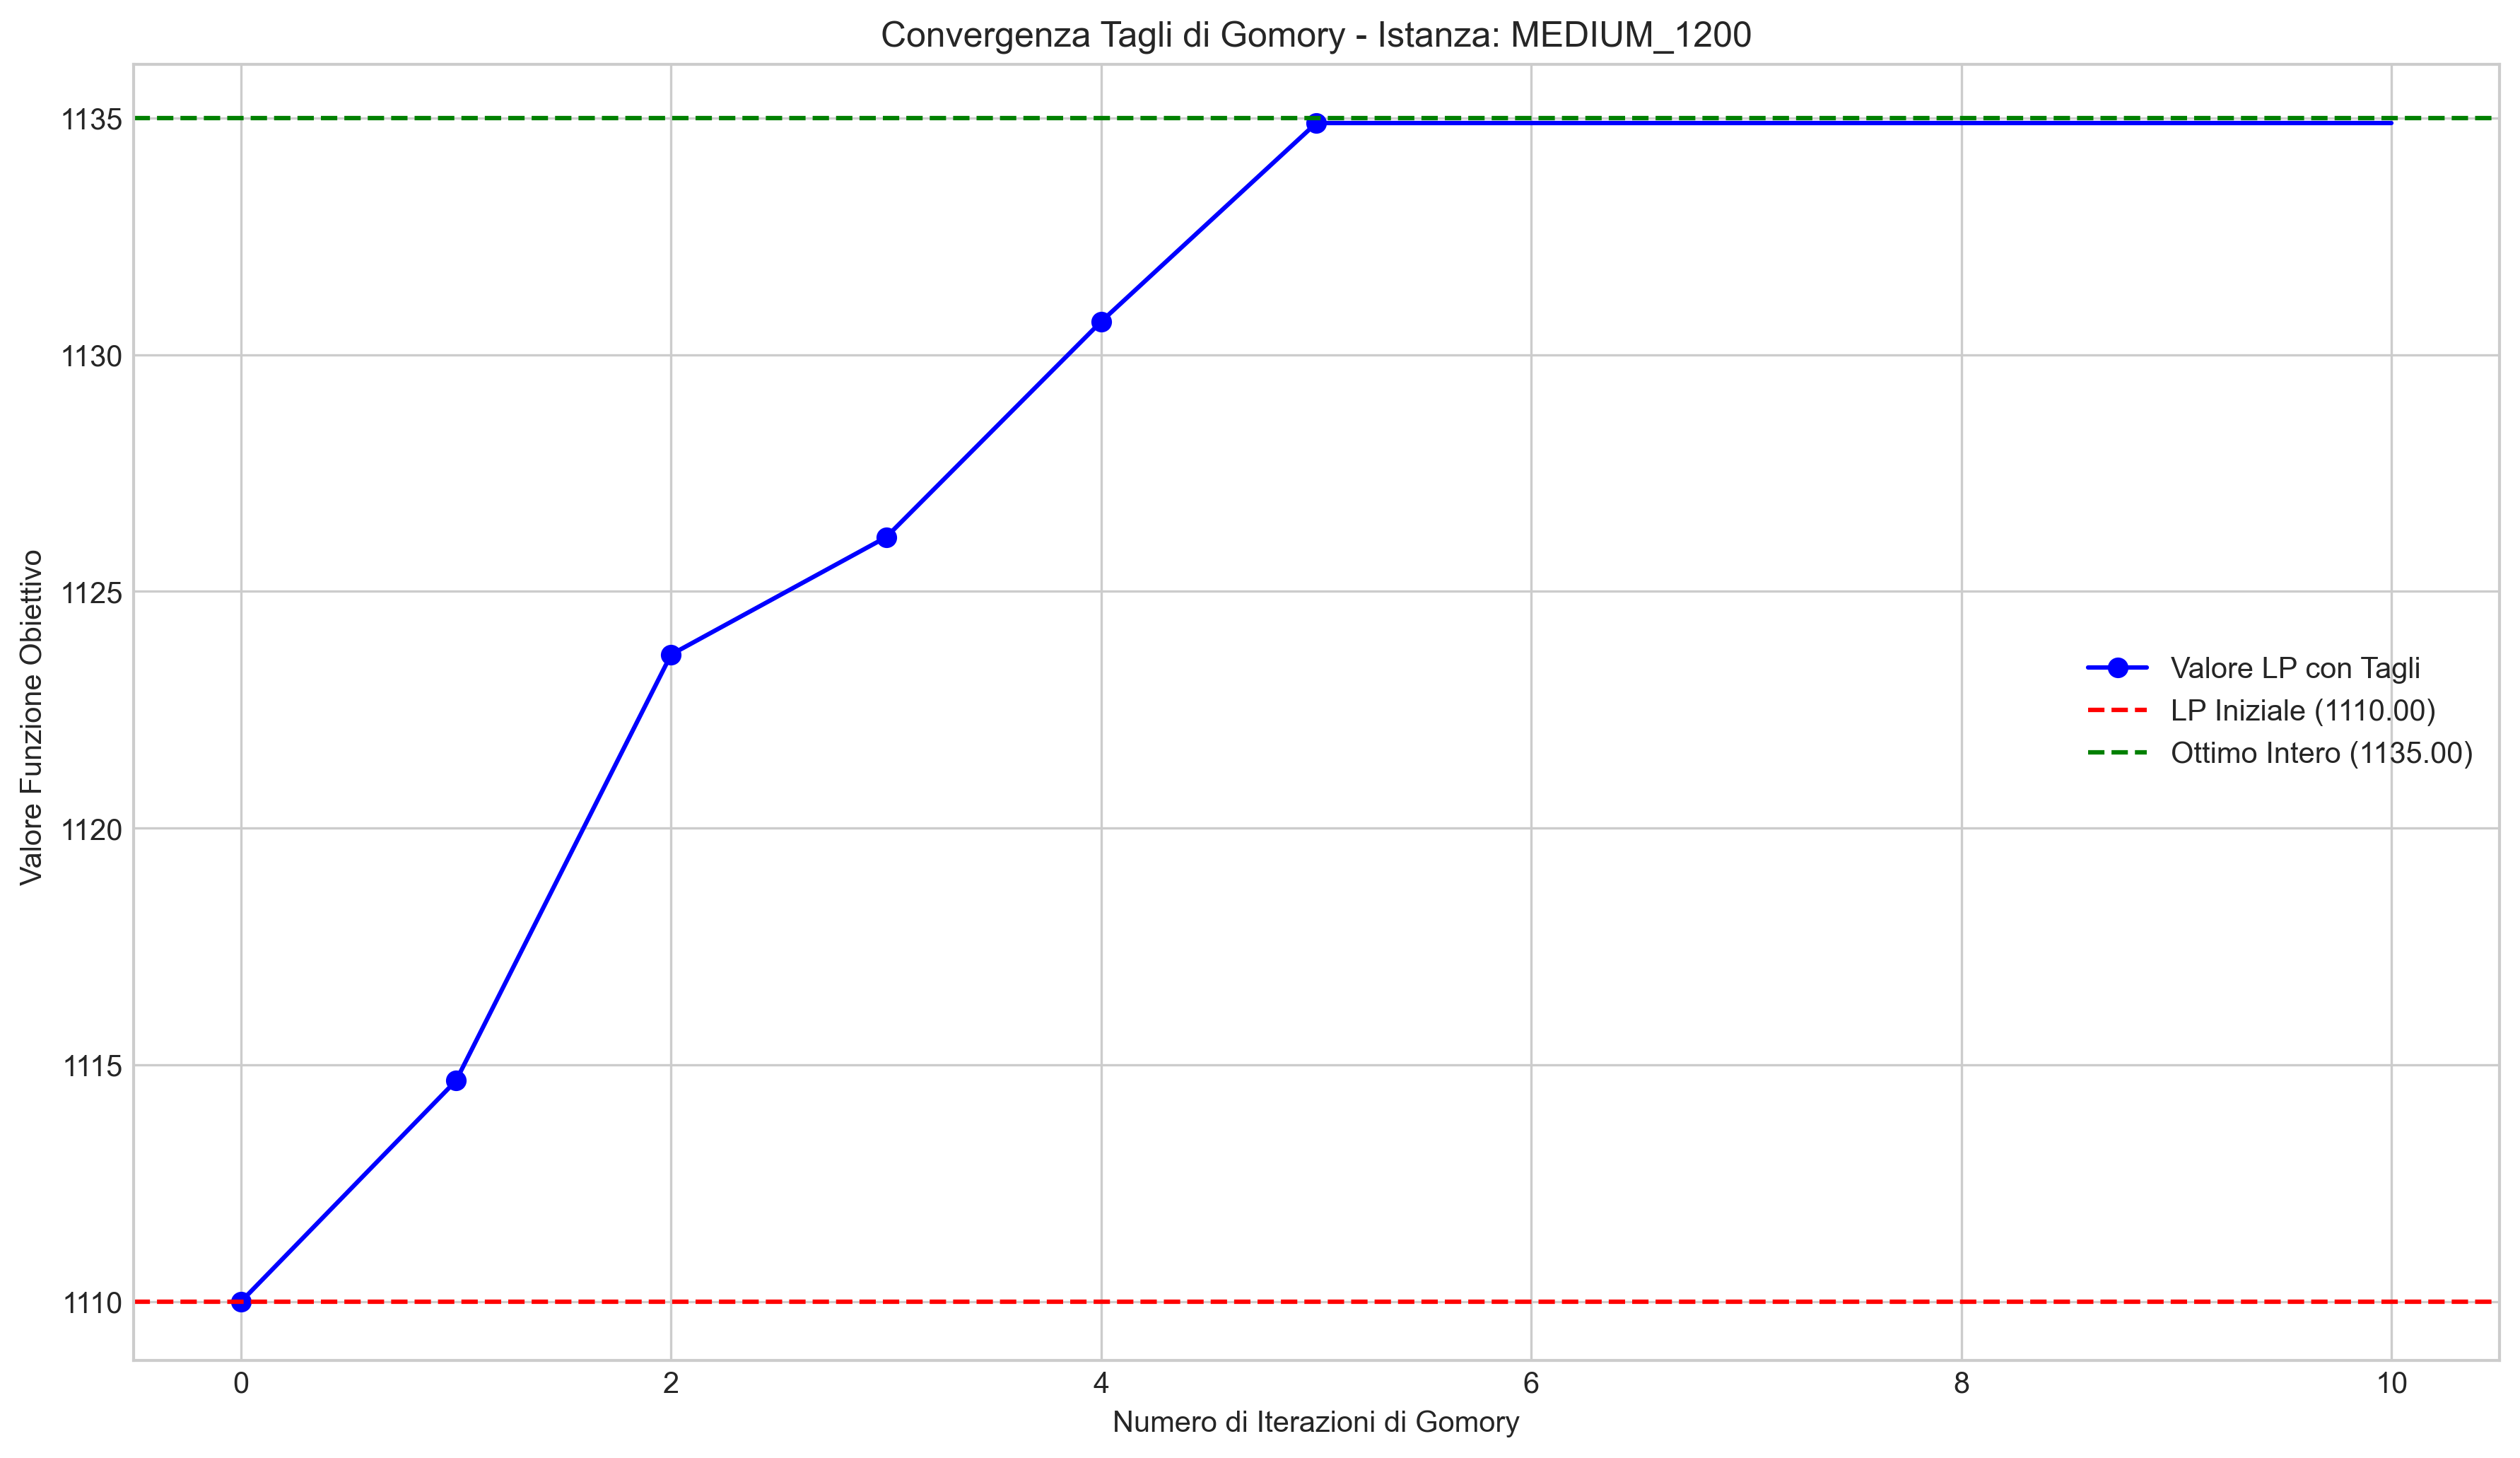 Convergenza Tagli di Gomory - Istanza: MEDIUM_1200
Valore Funzione Obiettivo
1135
1130
1125
1120
1115
1110
Valore LP con Tagli
LP Iniziale (1110.00)
Ottimo Intero (1135.00)
0 2 4 6 8 10
Numero di Iterazioni di Gomory